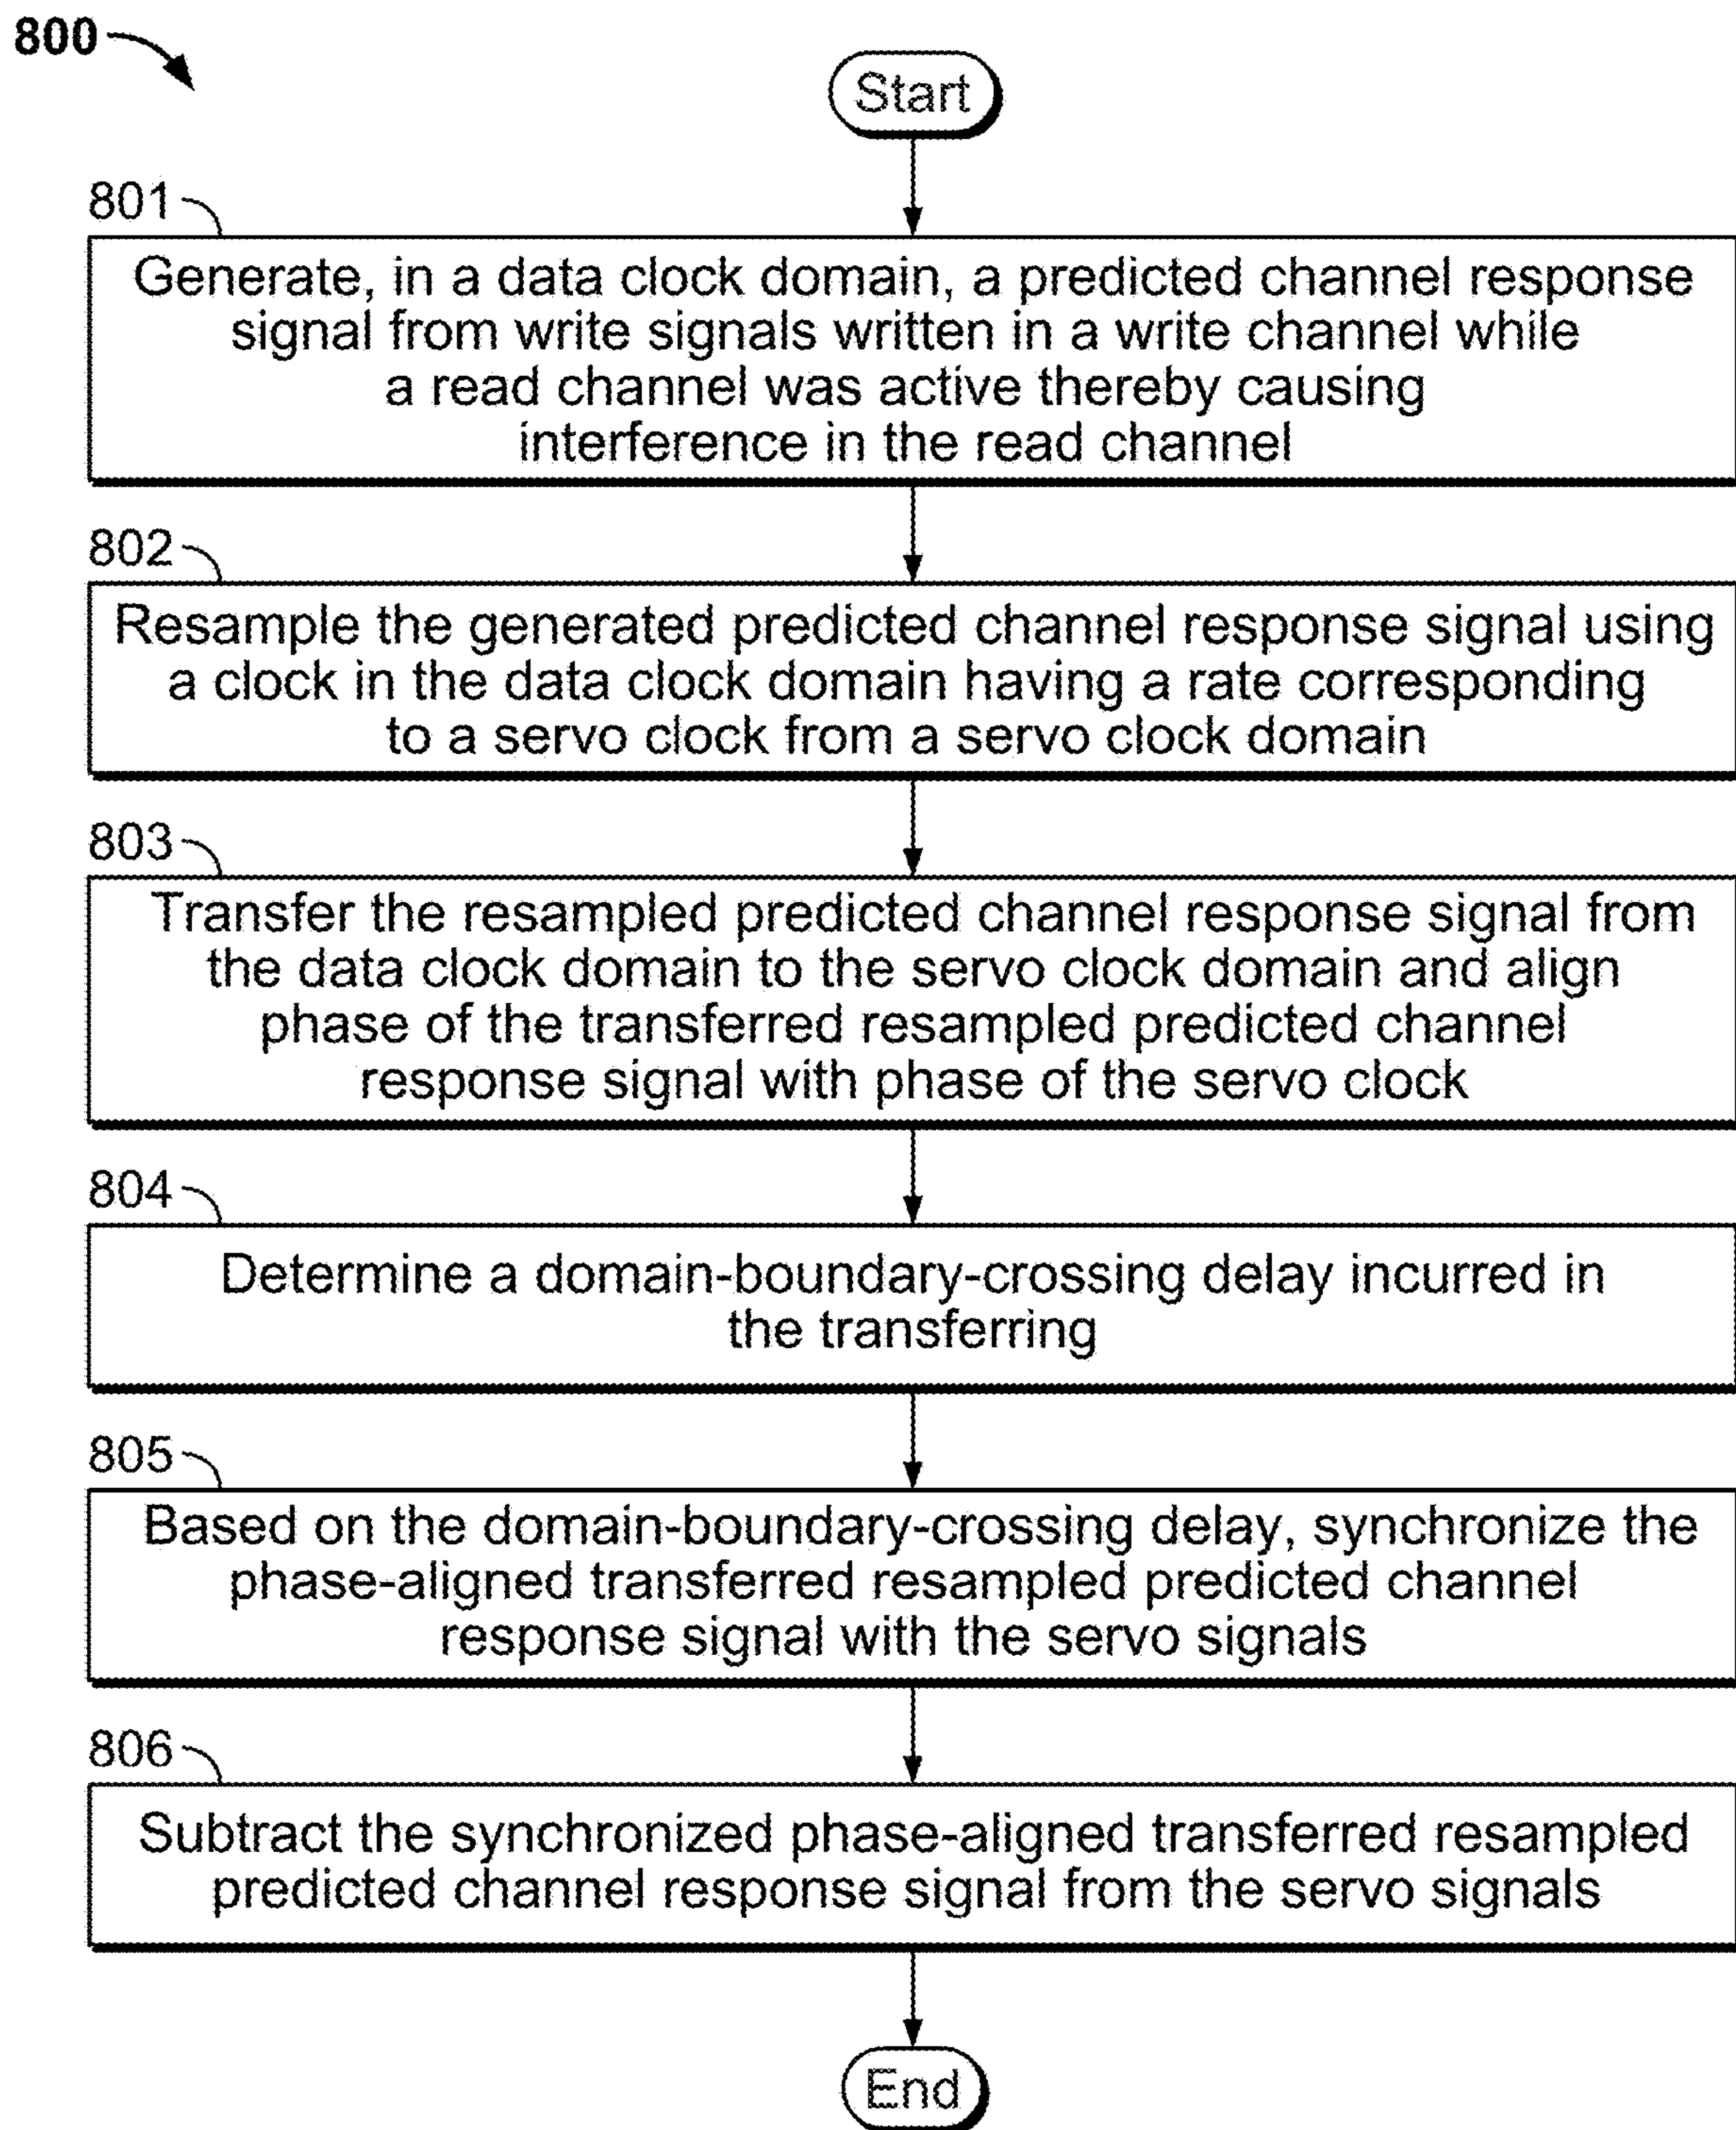 800
Start
801
Generate, in a data clock domain, a predicted channel response
signal from write signals written in a write channel while
a read channel was active thereby causing
interference in the read channel
802
Resample the generated predicted channel response signal using
a clock in the data clock domain having a rate corresponding
to a servo clock from a servo clock domain
803
Transfer the resampled predicted channel response signal from
the data clock domain to the servo clock domain and align
phase of the transferred resampled predicted channel
response signal with phase of the servo clock
804
Determine a domain-boundary-crossing delay incurred in
the transferring
805
Based on the domain-boundary-crossing delay, synchronize the
phase-aligned transferred resampled predicted channel
response signal with the servo signals
806
Subtract the synchronized phase-aligned transferred resampled
predicted channel response signal from the servo signals
End